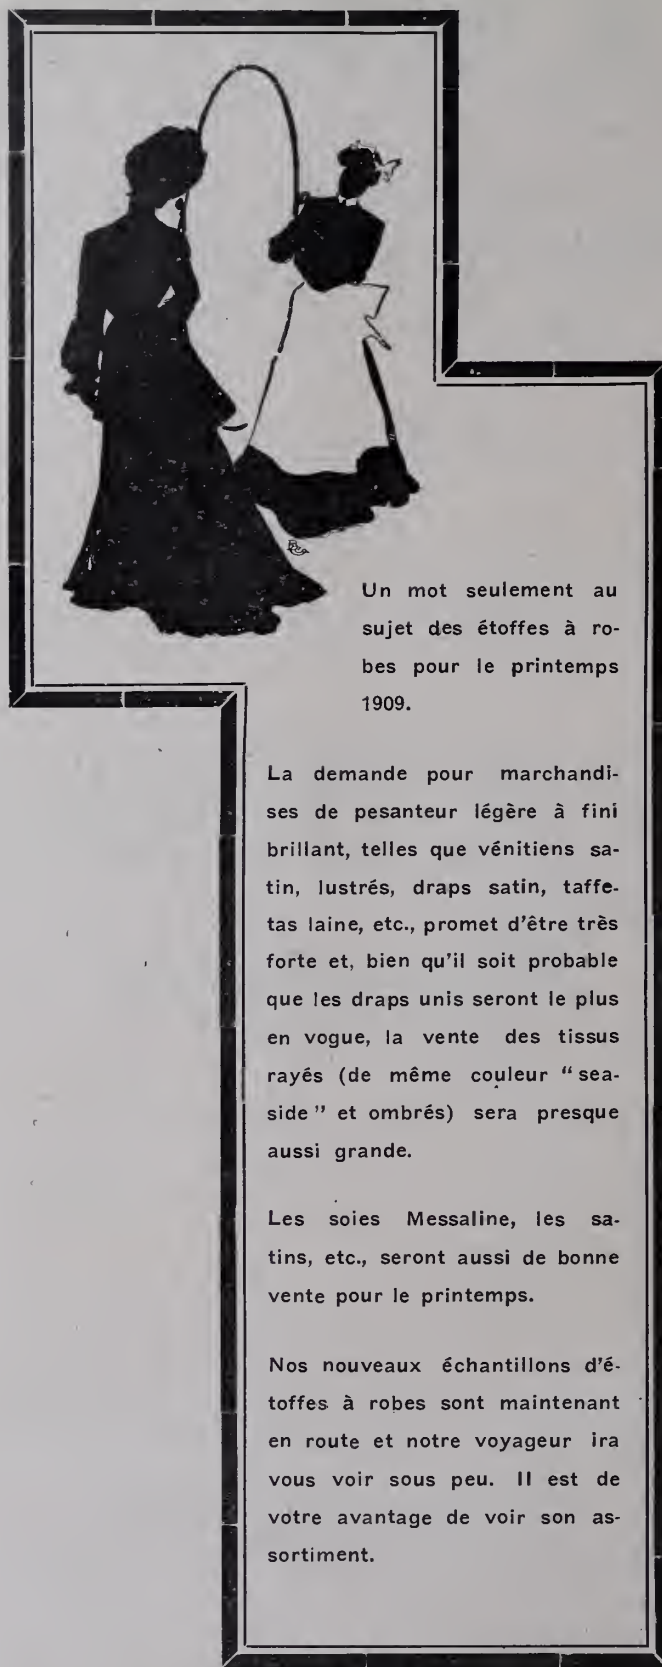 Un mot seulement au
sujet des étoffes à ro-
bes pour le printemps
1909.
La demande pour marchandi-
ses de pesanteur légère à fini
brillant, telles que vénitiens sa-
tin, lustrés, draps satin, taffe-
tas laine, etc., promet d'être très
forte et, bien qu'il soit probable
que les draps unis seront le plus
en vogue, la vente des tissus
rayés (de même couleur "sea-
side" et ombrés) sera presque
aussi grande.
Les soies Messaline, les sa-
tins, etc., seront aussi de bonne
vente pour le printemps.
Nos nouveaux échantillons d'é-
toffes à robes sont maintenant
en route et notre voyageur ira
vous voir sous peu. Il est de
votre avantage de voir son as-
sortiment.